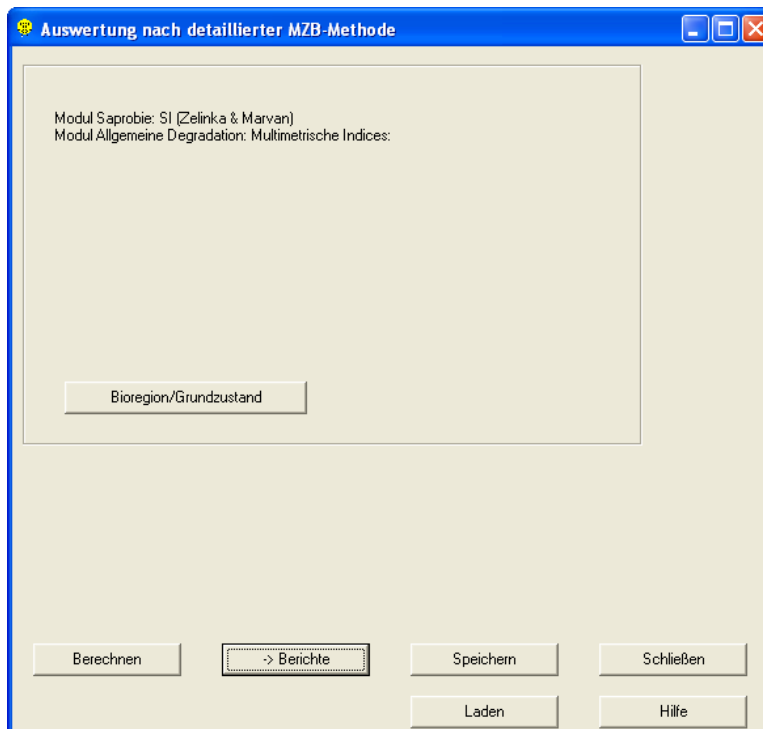 Auswertung nach detaillierter MZB-Methode
Modul Saprobie: SI (Zelinka & Marvan)
Modul Allgemeine Degradation: Multimetrische Indices:
Bioregion/Grundzustand
Berechnen
-> Berichte
Speichern
Schließen
Laden
Hilfe